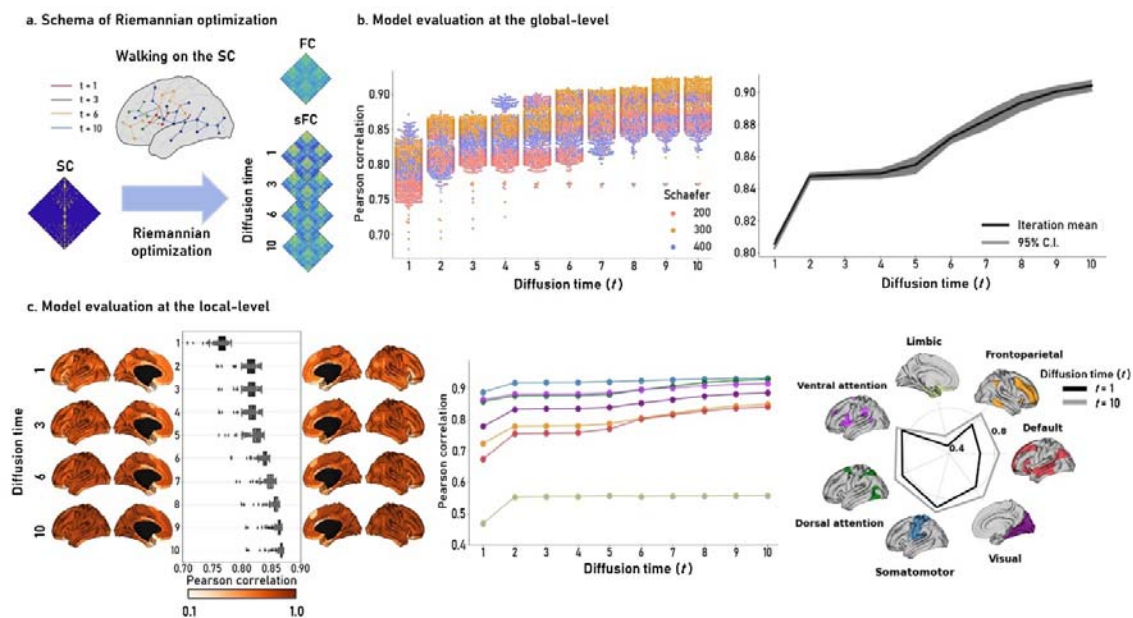 a. Schema of Riemannian optimization
Walking on the SC
t = 1
t = 3
t = 6
t = 10
SC
Riemannian
optimization
FC
sFC
Diffusion time
1
3
6
10
b. Model evaluation at the global-level
Pearson correlation
0.90
0.85
0.80
0.75
0.70
Schaefer
200
300
400
1 2 3 4 5 6 7 8 9 10
Diffusion time (t)
0.90
0.88
0.86
0.84
0.82
0.80
Iteration mean
95% C.I.
1 2 3 4 5 6 7 8 9 10
Diffusion time (t)
c. Model evaluation at the local-level
Diffusion time
1
3
6
10
1
2
3
4
5
6
7
8
9
10
0.70 0.75 0.80 0.85 0.90
Pearson correlation
0.1 1.0
Pearson correlation
0.9
0.8
0.7
0.6
0.5
0.4
1 2 3 4 5 6 7 8 9 10
Diffusion time (t)
Limbic
Frontoparietal
Diffusion time (t)
t = 1
t = 10
Ventral attention
0.8
0.4
Default
Dorsal attention
Somatomotor
Visual